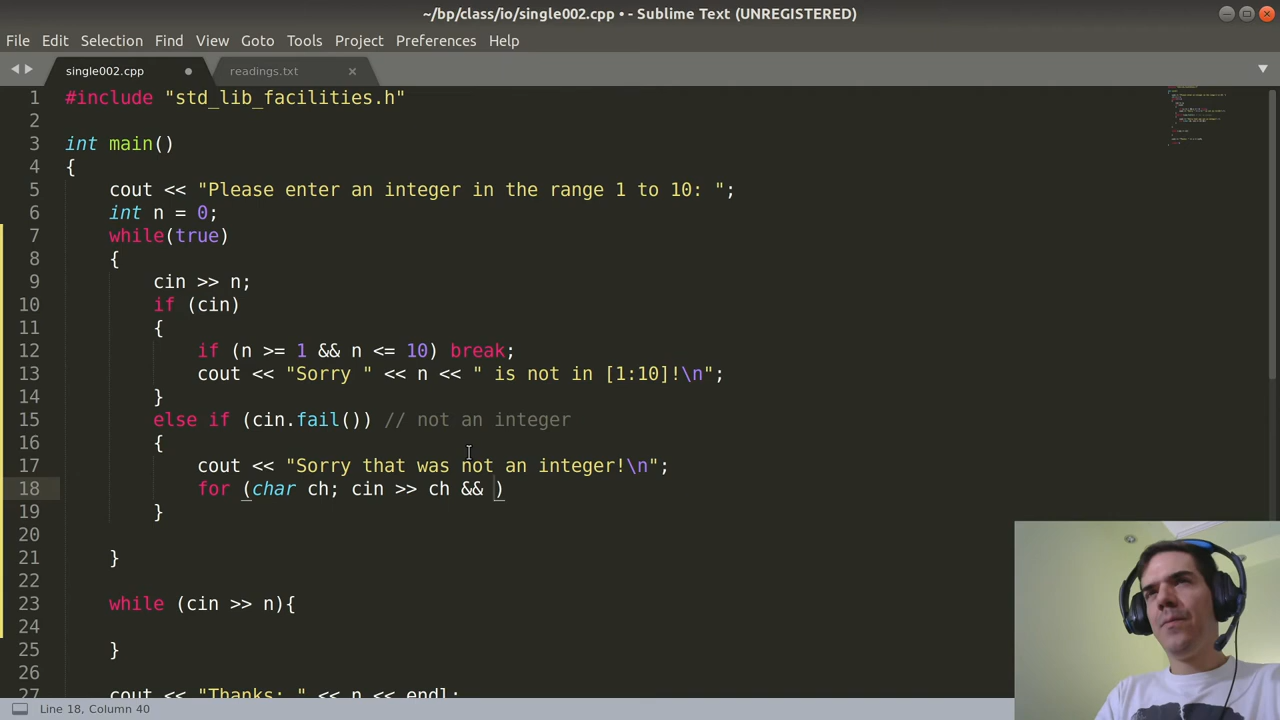 ~/bp/class/io/single002.cpp • - Sublime Text (UNREGISTERED)
File Edit Selection Find View Goto Tools Project Preferences Help
single002.cpp readings.txt
1 #include "std_lib_facilities.h"
2
3 int main()
4 {
5 cout << "Please enter an integer in the range 1 to 10: ";
6 int n = 0;
7 while(true)
8 {
9 cin >> n;
10 if (cin)
11 {
12 if (n >= 1 && n <= 10) break;
13 cout << "Sorry " << n << " is not in [1:10]!\n";
14 }
15 else if (cin.fail()) // not an integer
16 {
17 cout << "Sorry that was not an integer!\n";
18 for (char ch; cin >> ch && )
19 }
20
21 }
22
23 while (cin >> n){
24
25 }
26
27 cout << "Thanks: " << n << endl;
Line 18, Column 40